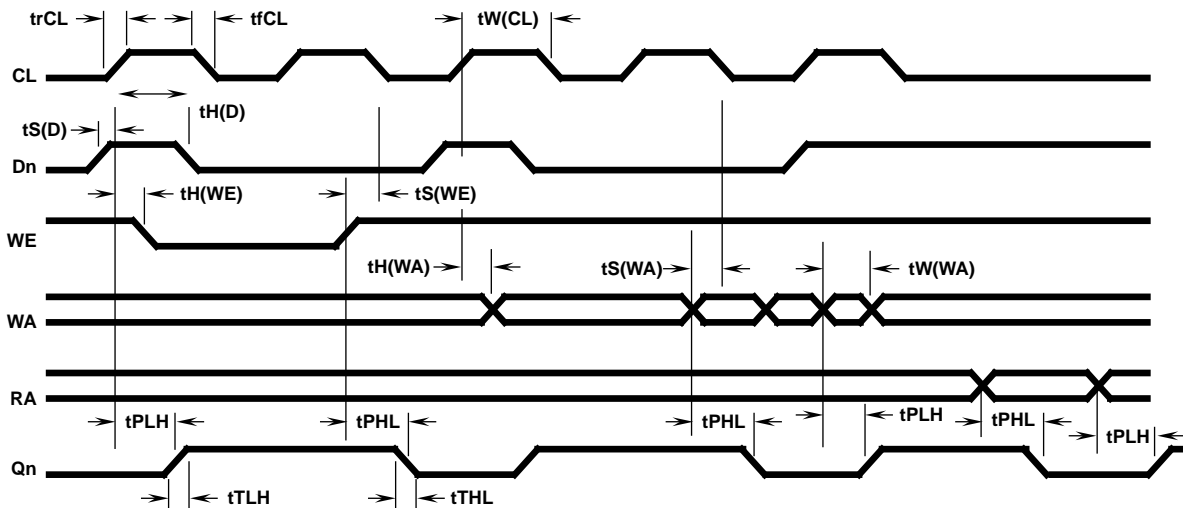 trCL tfCL tW(CL)
CL
tH(D)
tS(D)
Dn
tH(WE) tS(WE)
WE
tH(WA) tS(WA) tW(WA)
WA
RA
tPLH tPHL tPHL tPLH tPHL tPLH
Qn
tTLH tTHL